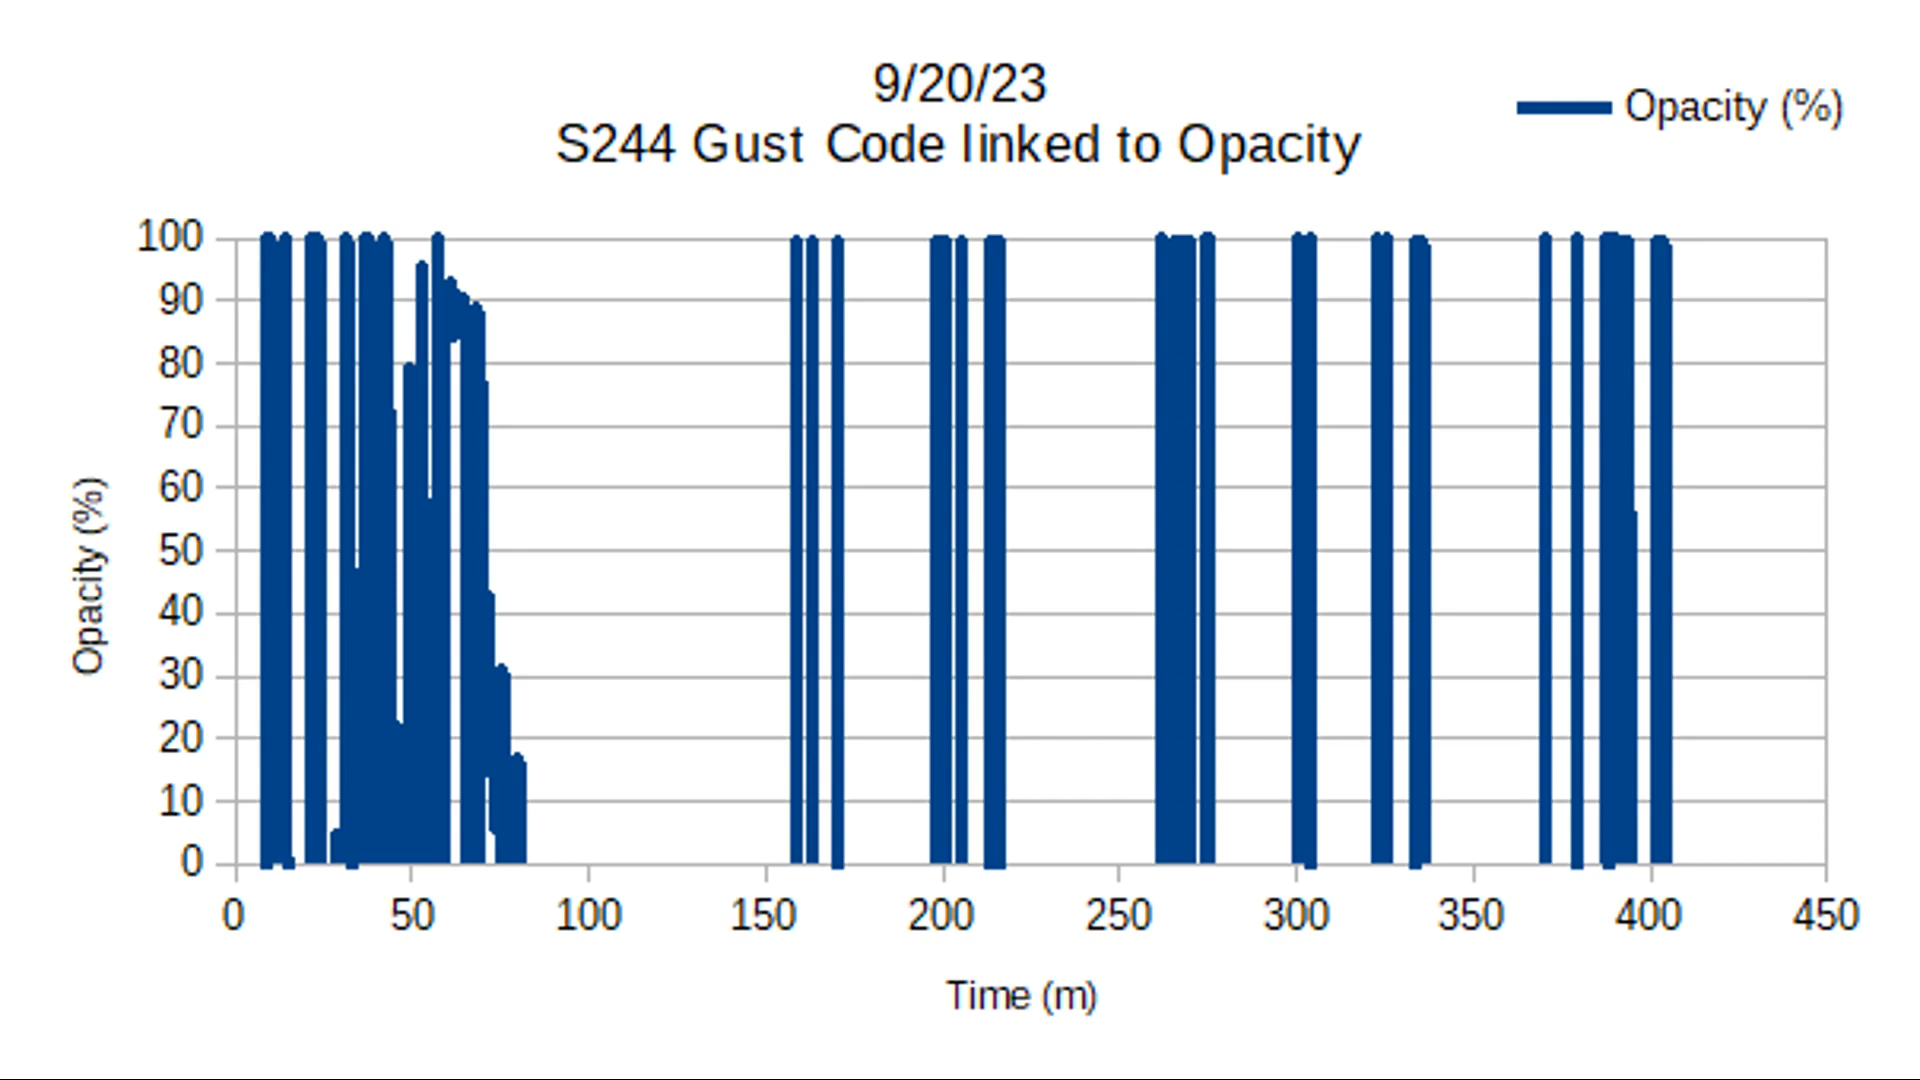 9/20/23
S244 Gust Code linked to Opacity
Opacity (%)
100
90
80
70
60
50
40
30
20
10
0
Opacity (%)
0 50 100 150 200 250 300 350 400 450
Time (m)